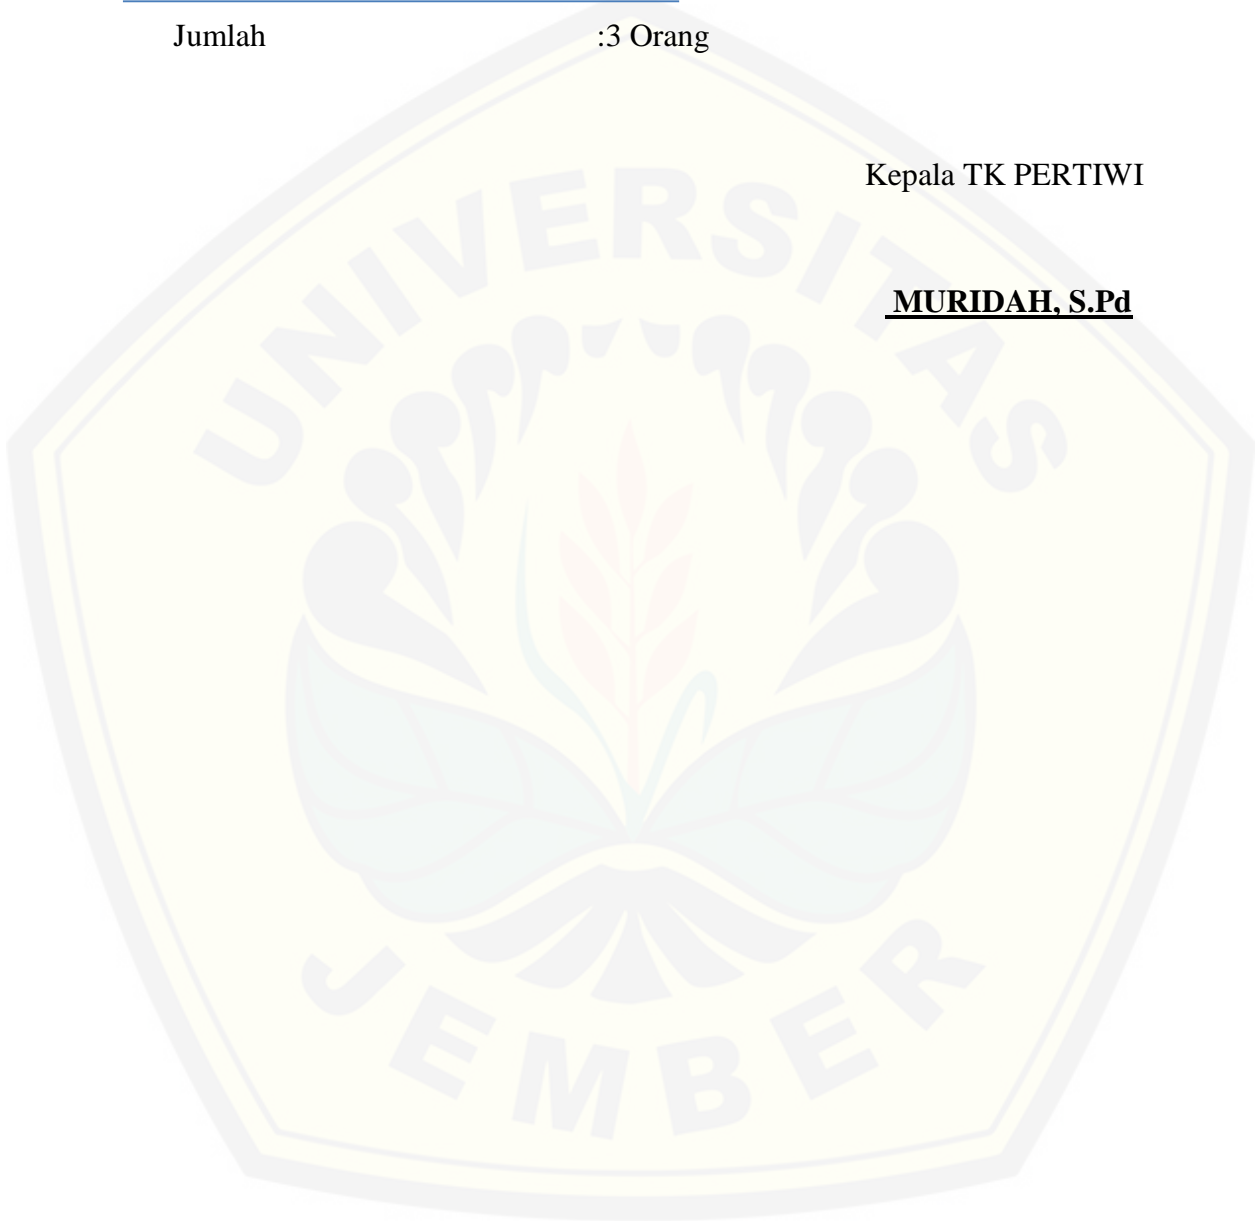 Jumlah :3 Orang
Kepala TK PERTIWI
MURIDAH, S.Pd
UNIVERSITAS
JEMBER